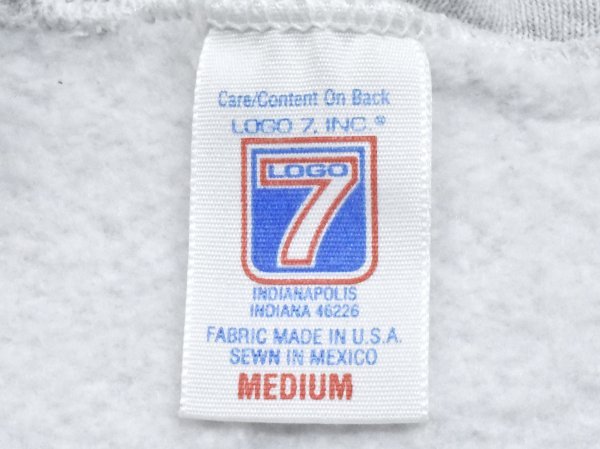 Care/Content On Back
LOGO 7, INC.®
LOGO
7
INDIANAPOLIS
INDIANA 46226
FABRIC MADE IN U.S.A.
SEWN IN MEXICO
MEDIUM